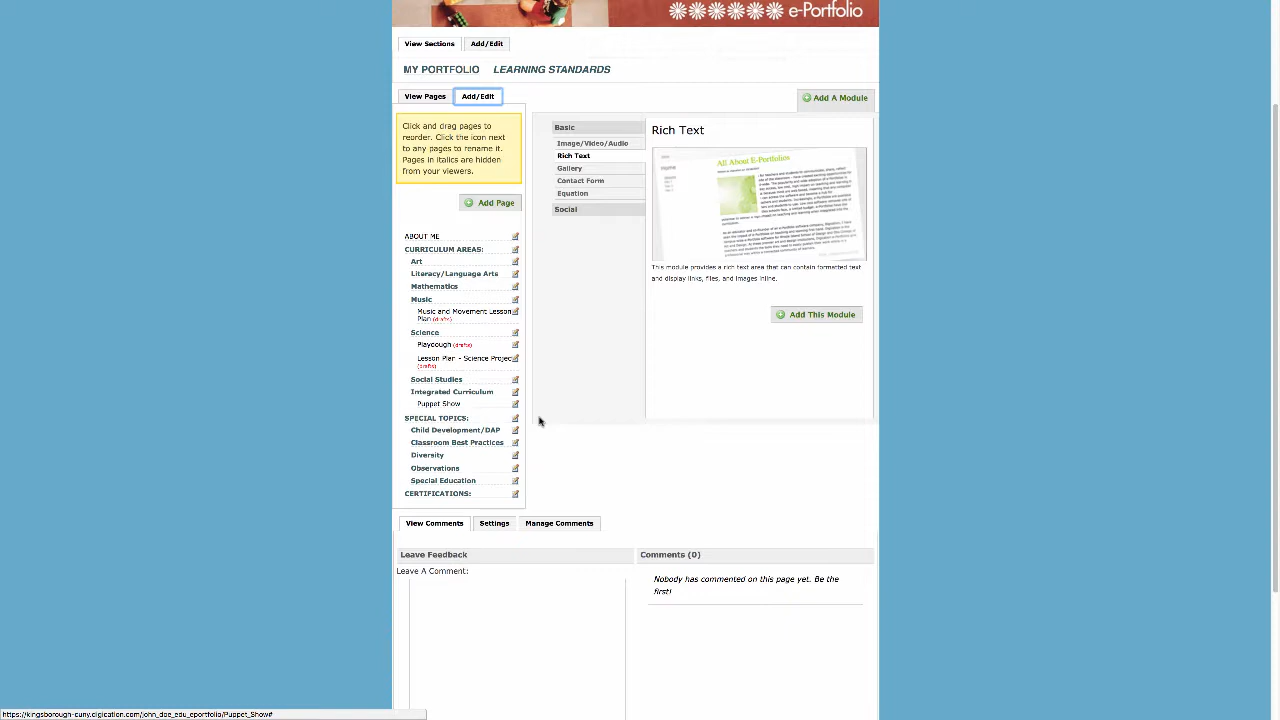 e-Portfolio
View Sections Add/Edit
MY PORTFOLIO LEARNING STANDARDS
View Pages Add/Edit
Add A Module
Click and drag pages to
reorder. Click the icon next
to any pages to rename it.
Pages in italics are hidden
from your viewers.
Add Page
ABOUT ME
CURRICULUM AREAS:
Art
Literacy/Language Arts
Mathematics
Music
Music and Movement Lesson
Plan (drafts)
Science
Playdough (drafts)
Lesson Plan - Science Projec
(drafts)
Social Studies
Integrated Curriculum
Puppet Show
SPECIAL TOPICS:
Child Development/DAP
Classroom Best Practices
Diversity
Observations
Special Education
CERTIFICATIONS:
Basic
Image/Video/Audio
Rich Text
Gallery
Contact Form
Equation
Social
Rich Text
All About E-Portfolios
This module provides a rich text area that can contain formatted text
and display links, files, and images inline.
Add This Module
View Comments Settings Manage Comments
Leave Feedback
Leave A Comment:
Comments (0)
Nobody has commented on this page yet. Be the
first!
https://kingsborough-cuny.digication.com/john_doe_edu_eportfolio/Puppet_Show#